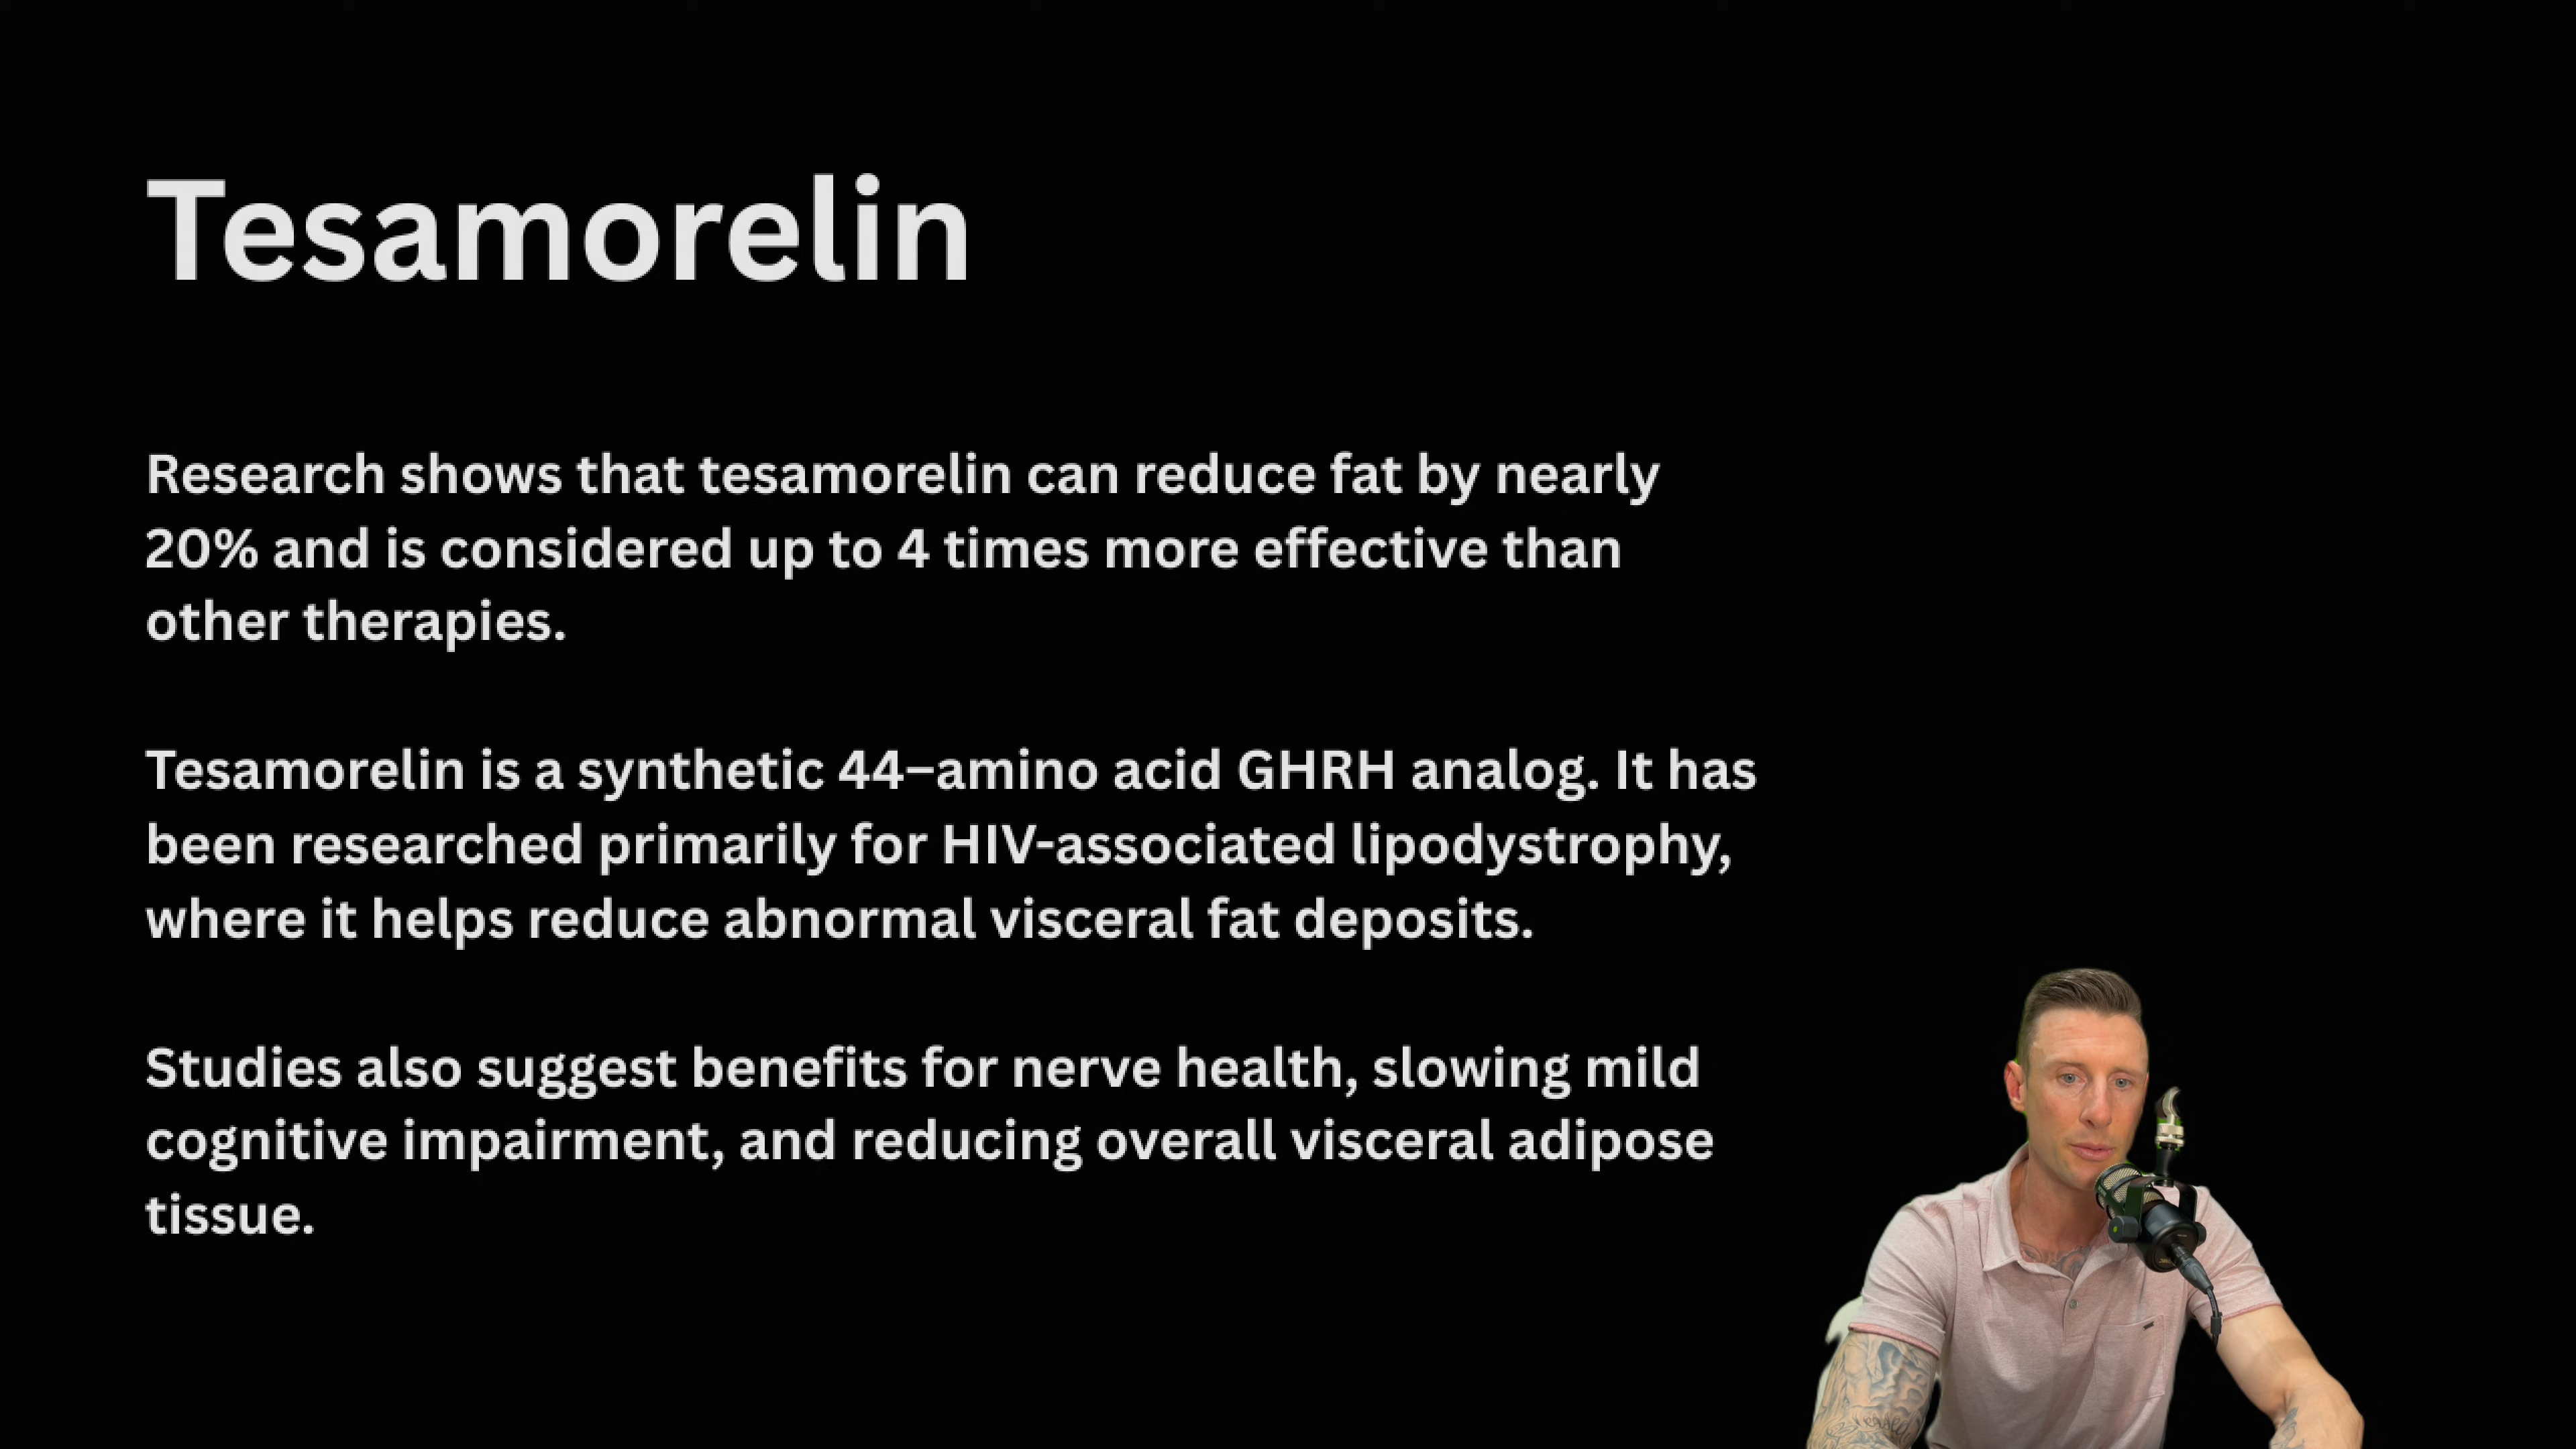 Tesamorelin
Research shows that tesamorelin can reduce fat by nearly
20% and is considered up to 4 times more effective than
other therapies.
Tesamorelin is a synthetic 44–amino acid GHRH analog. It has
been researched primarily for HIV-associated lipodystrophy,
where it helps reduce abnormal visceral fat deposits.
Studies also suggest benefits for nerve health, slowing mild
cognitive impairment, and reducing overall visceral adipose
tissue.